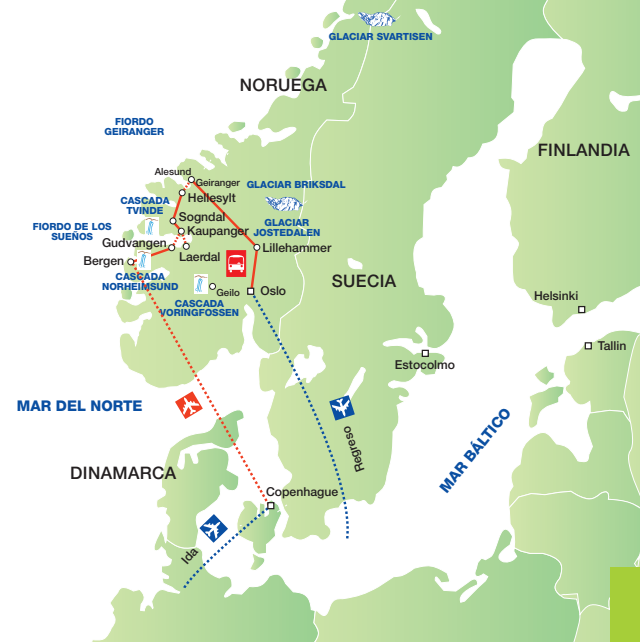 GLACIAR SVARTISEN
NORUEGA
FIORDO
GEIRANGER
FINLANDIA
Alesund
Geiranger
GLACIAR BRIKSDAL
Hellesylt
CASCADA
TVINDE
Sogndal
GLACIAR
JOSTEDALEN
FIORDO DE LOS
SUEÑOS
Kaupanger
Gudvangen
Lillehammer
Laerdal
Bergen
CASCADA
NORHEIMSUND
SUECIA
Geilo
Oslo
CASCADA
VORINGFOSSEN
Helsinki
Tallin
Estocolmo
MAR DEL NORTE
Regreso
MAR BÁLTICO
DINAMARCA
Copenhague
Ida